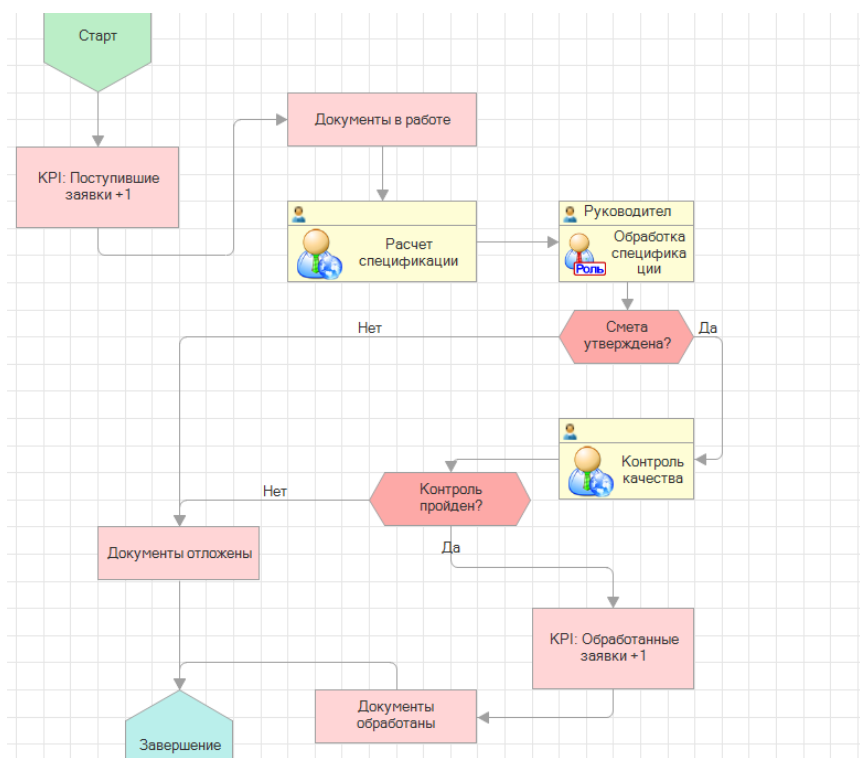 Старт
KPI: Поступившие
заявки +1
Документы в работе
Расчет
спецификации
Руководител
Обработка
специфика
ции
Роль
Смета
утверждена?
Нет
Да
Контроль
качества
Контроль
пройден?
Нет
Да
Документы отложены
KPI: Обработанные
заявки +1
Документы
обработаны
Завершение